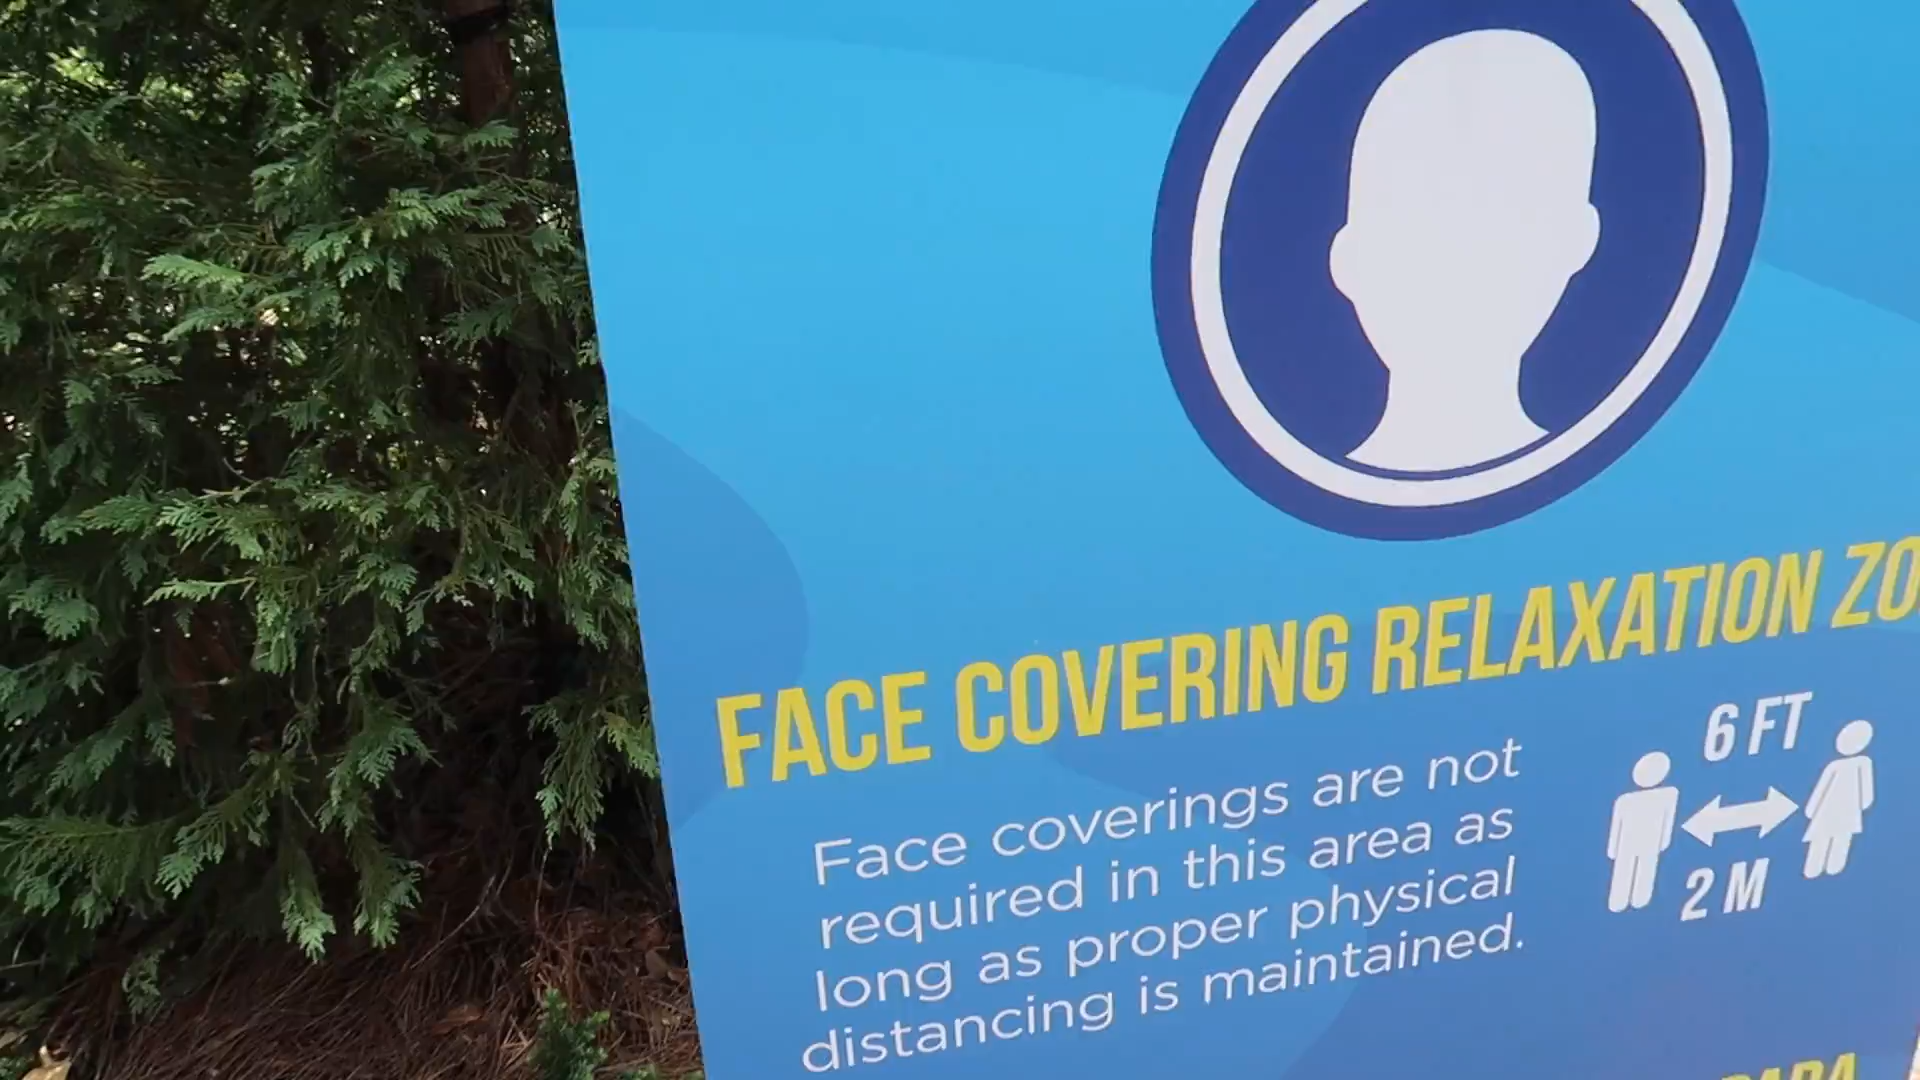 FACE COVERING RELAXATION ZO
Face coverings are not
required in this area as
long as proper physical
distancing is maintained.
6 FT
2 M
PARA